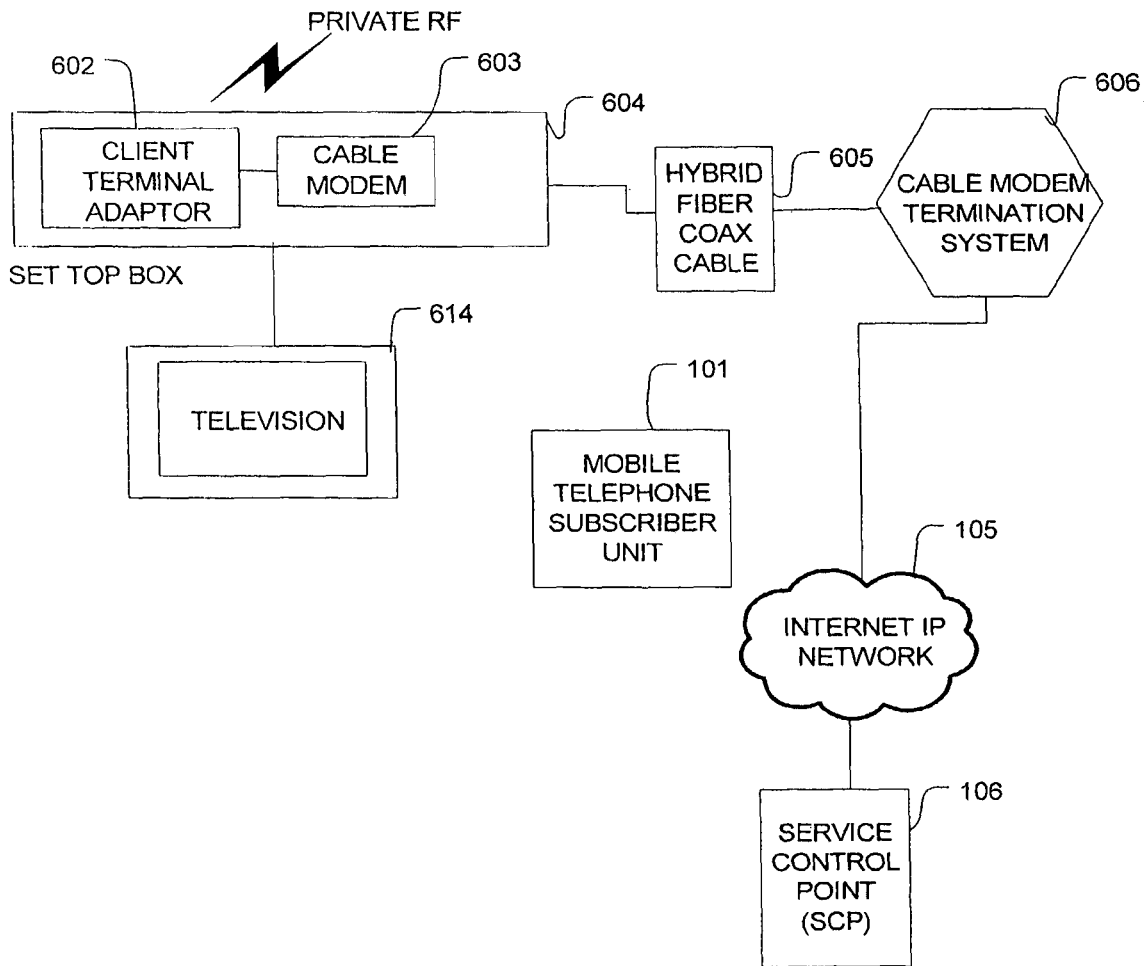 PRIVATE RF
602
603
604
606
CLIENT
TERMINAL
ADAPTOR
CABLE
MODEM
605
HYBRID
FIBER
COAX
CABLE
CABLE MODEM
TERMINATION
SYSTEM
SET TOP BOX
614
TELEVISION
101
MOBILE
TELEPHONE
SUBSCRIBER
UNIT
105
INTERNET IP
NETWORK
106
SERVICE
CONTROL
POINT
(SCP)